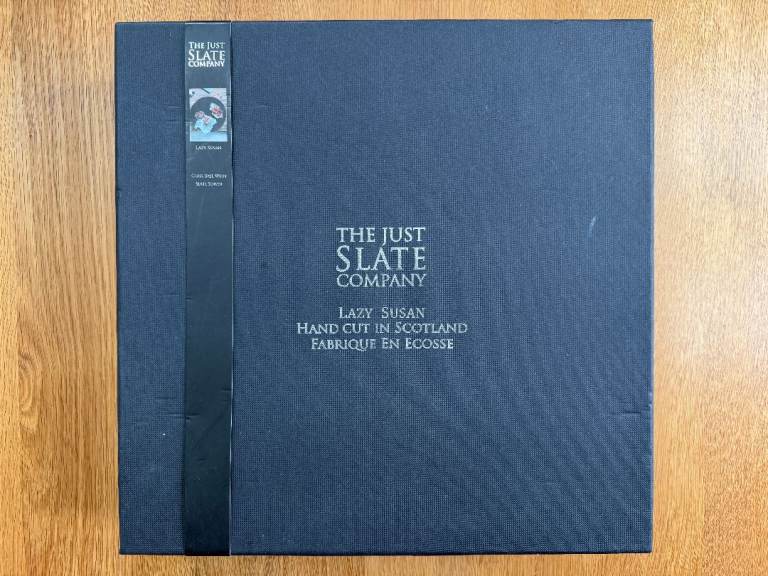 THE JUST
SLATE
COMPANY
LAZY SUSAN
THE JUST
SLATE
COMPANY
LAZY SUSAN
HAND CUT IN SCOTLAND
FABRIQUE EN ECOSSE